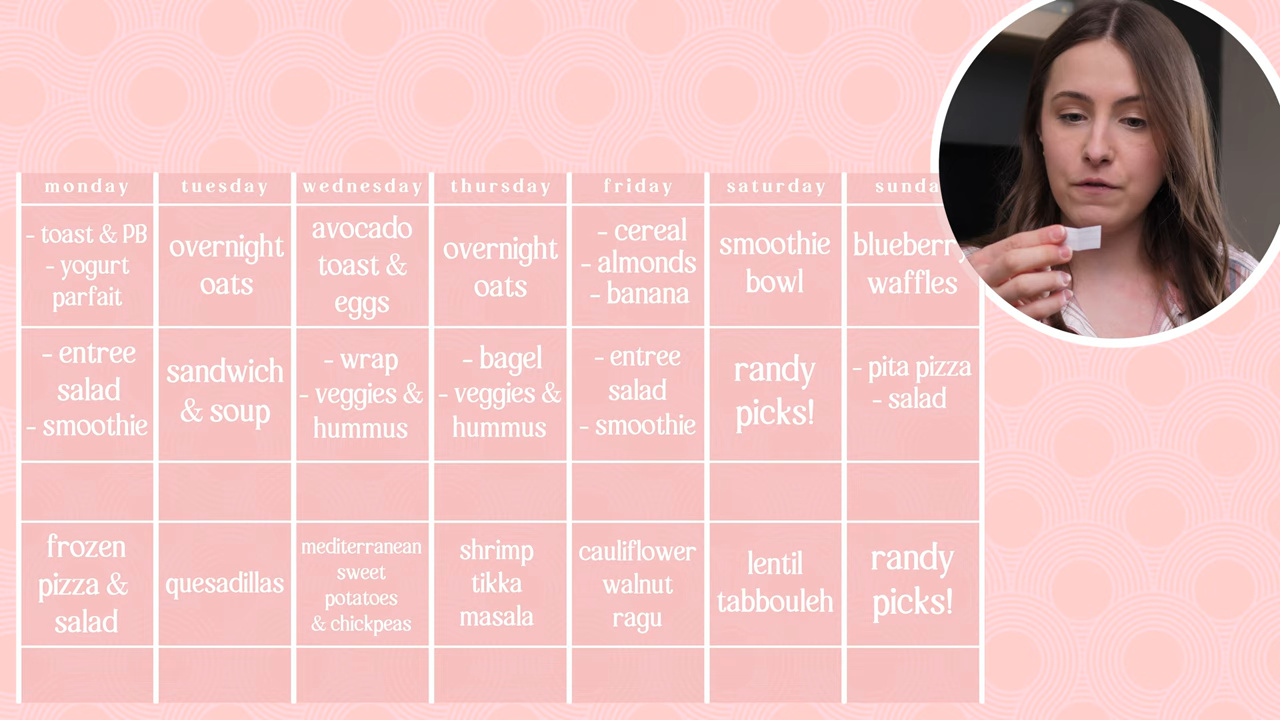 monday tuesday wednesday thursday friday saturday sunda
- toast & PB
- yogurt
parfait
overnight
oats
avocado
toast &
eggs
overnight
oats
- cereal
- almonds
- banana
smoothie
bowl
blueberry
waffles
- entree
salad
- smoothie
sandwich
& soup
- wrap
- veggies &
hummus
- bagel
- veggies &
hummus
- entree
salad
- smoothie
randy
picks!
- pita pizza
- salad
frozen
pizza &
salad
quesadillas
mediterranean
sweet
potatoes
& chickpeas
shrimp
tikka
masala
cauliflower
walnut
ragu
lentil
tabbouleh
randy
picks!